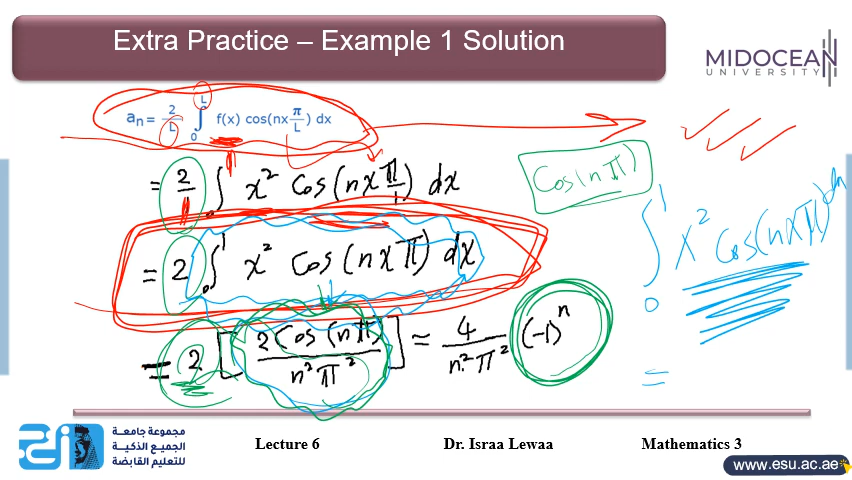 Extra Practice – Example 1 Solution
MIDOCEAN
UNIVERSITY
aₙ = 2/L ∫₀ᴸ f(x) cos(nx π/L) dx
= 2/1 ∫₀¹ x² Cos(nx π/1) dx
Cos(nπ)
= 2 ∫₀¹ x² Cos(nxπ) dx
∫₀¹ x² Cos(nxπ) dx
= 2 [ 2 Cos(nπ) / n²π² ] = 4/n²π² (-1)ⁿ
=
مجموعة جامعة
الجميع الذكية
للتعليم القابضة
Lecture 6
Dr. Israa Lewaa
Mathematics 3
www.esu.ac.ae